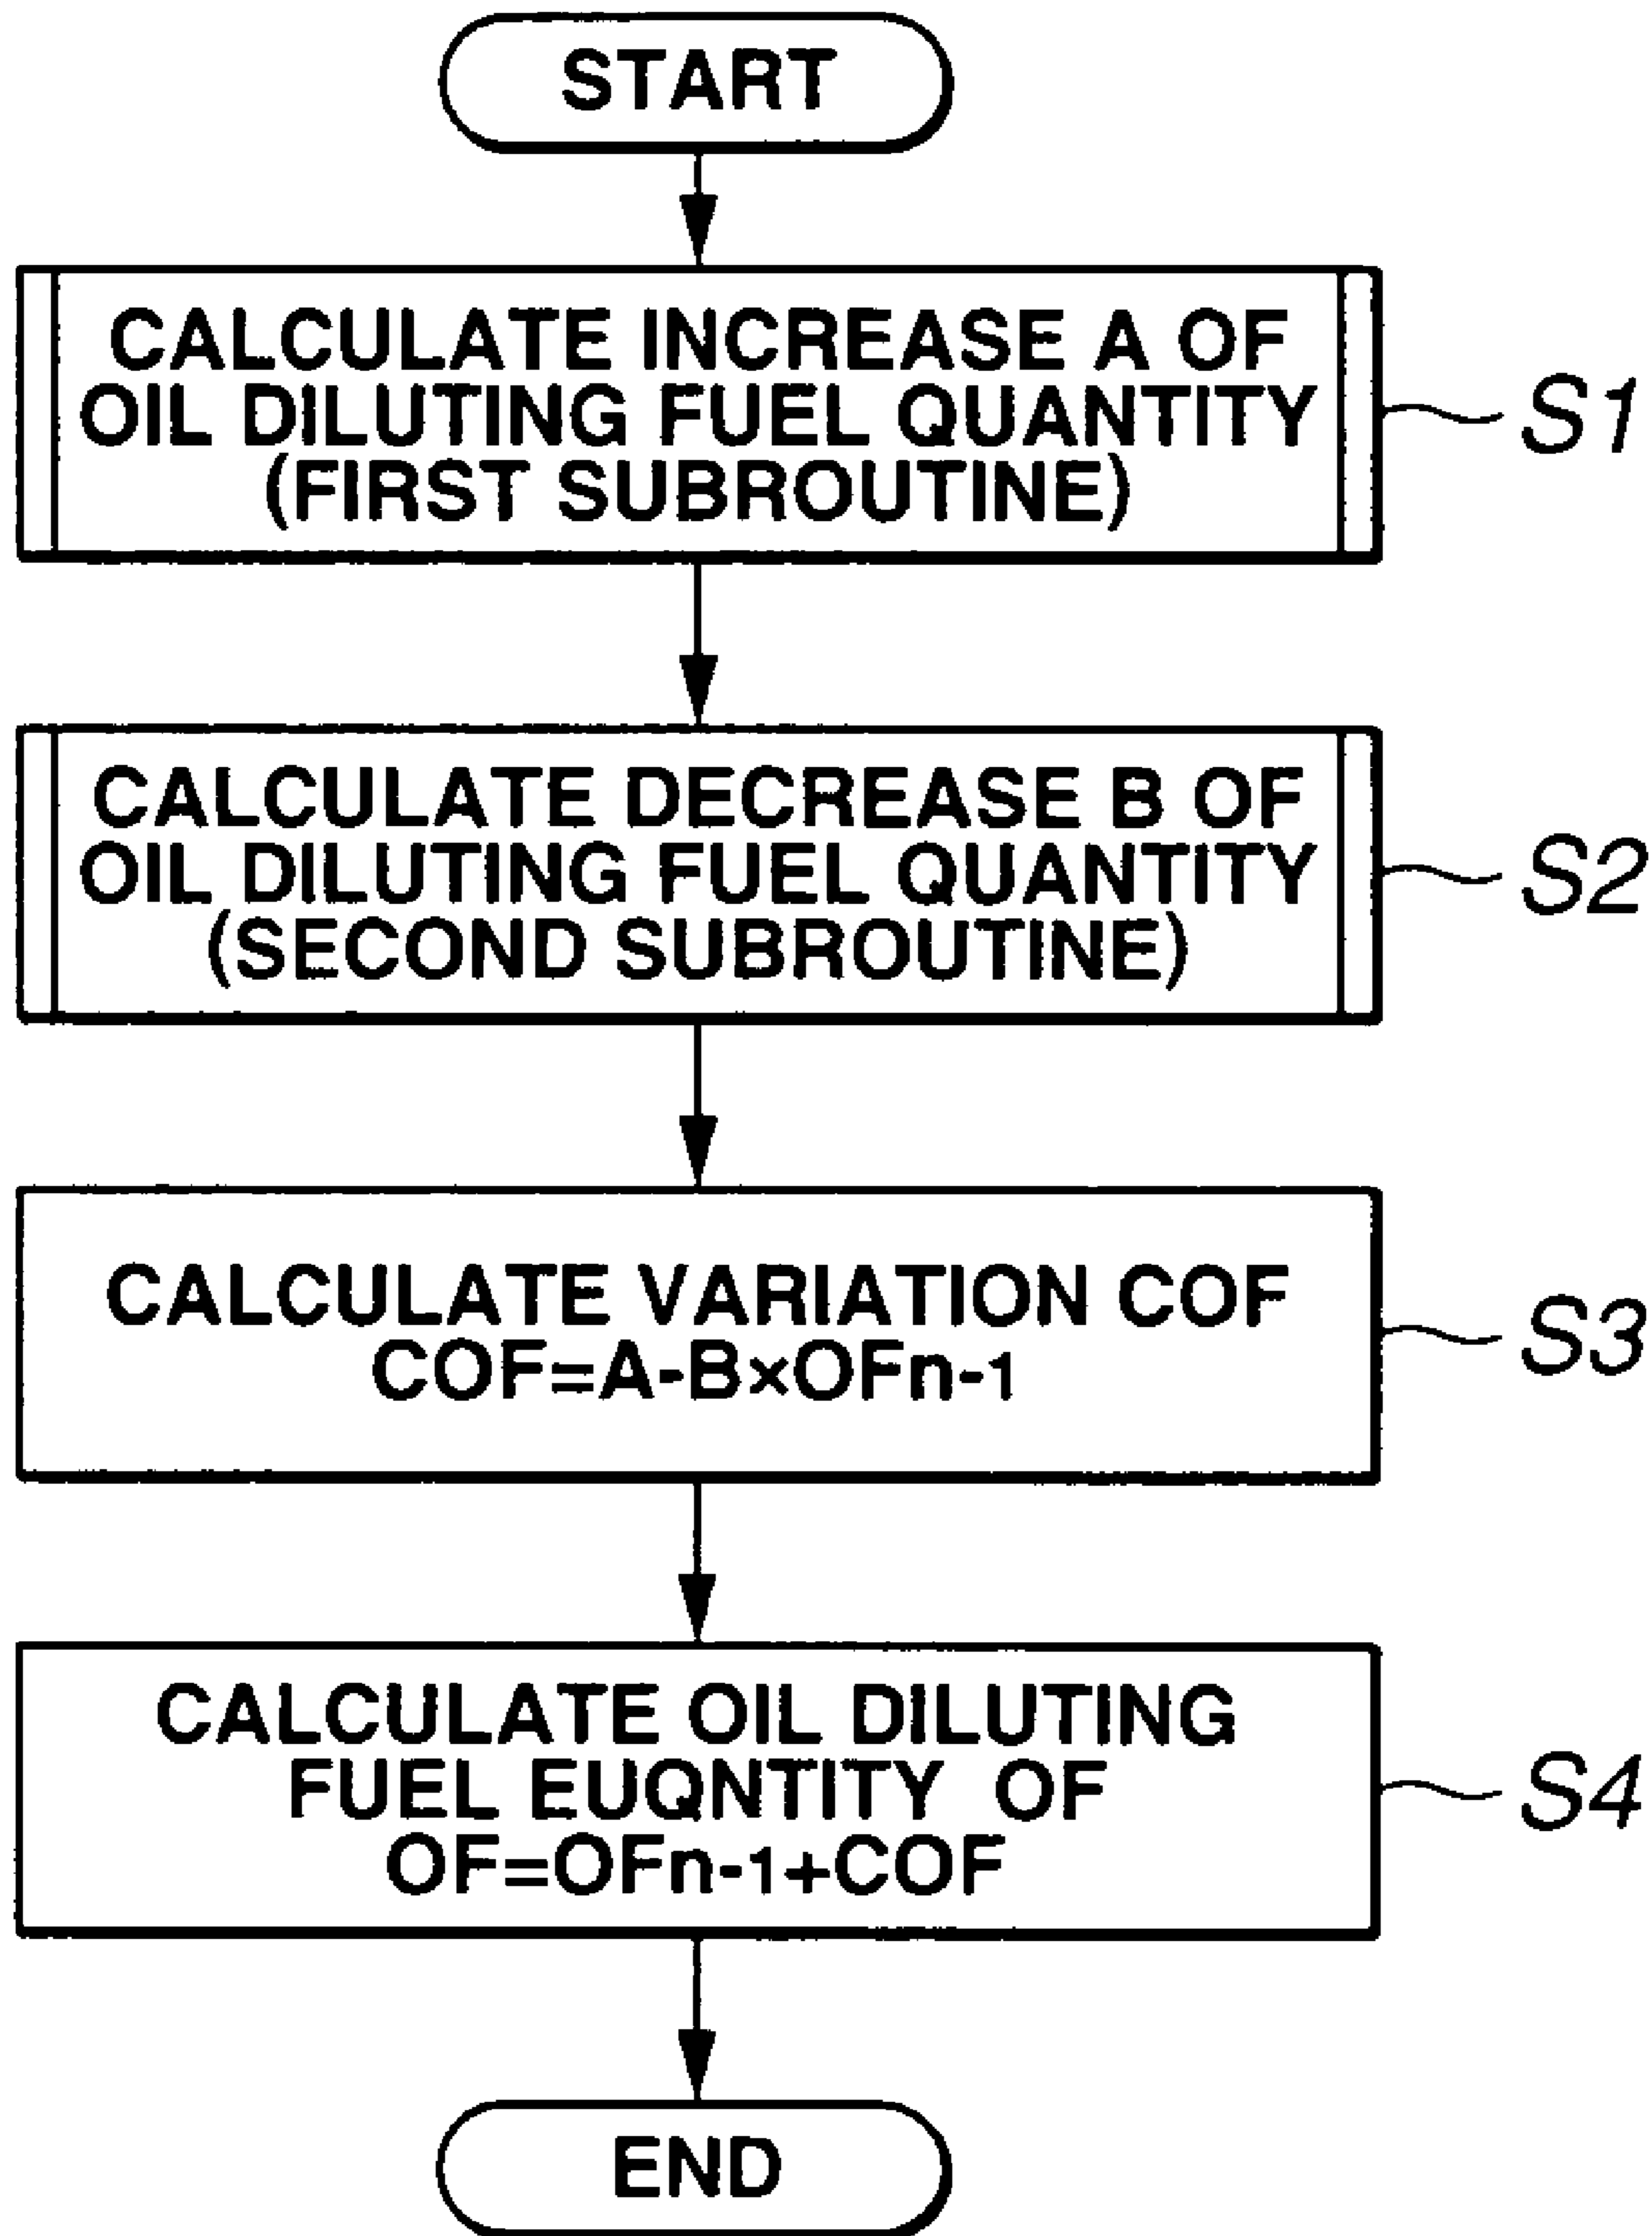 START
CALCULATE INCREASE A OF
OIL DILUTING FUEL QUANTITY
(FIRST SUBROUTINE)
S1
CALCULATE DECREASE B OF
OIL DILUTING FUEL QUANTITY
(SECOND SUBROUTINE)
S2
CALCULATE VARIATION COF
COF=A-B×OFn-1
S3
CALCULATE OIL DILUTING
FUEL EUQNTITY OF
OF=OFn-1+COF
S4
END